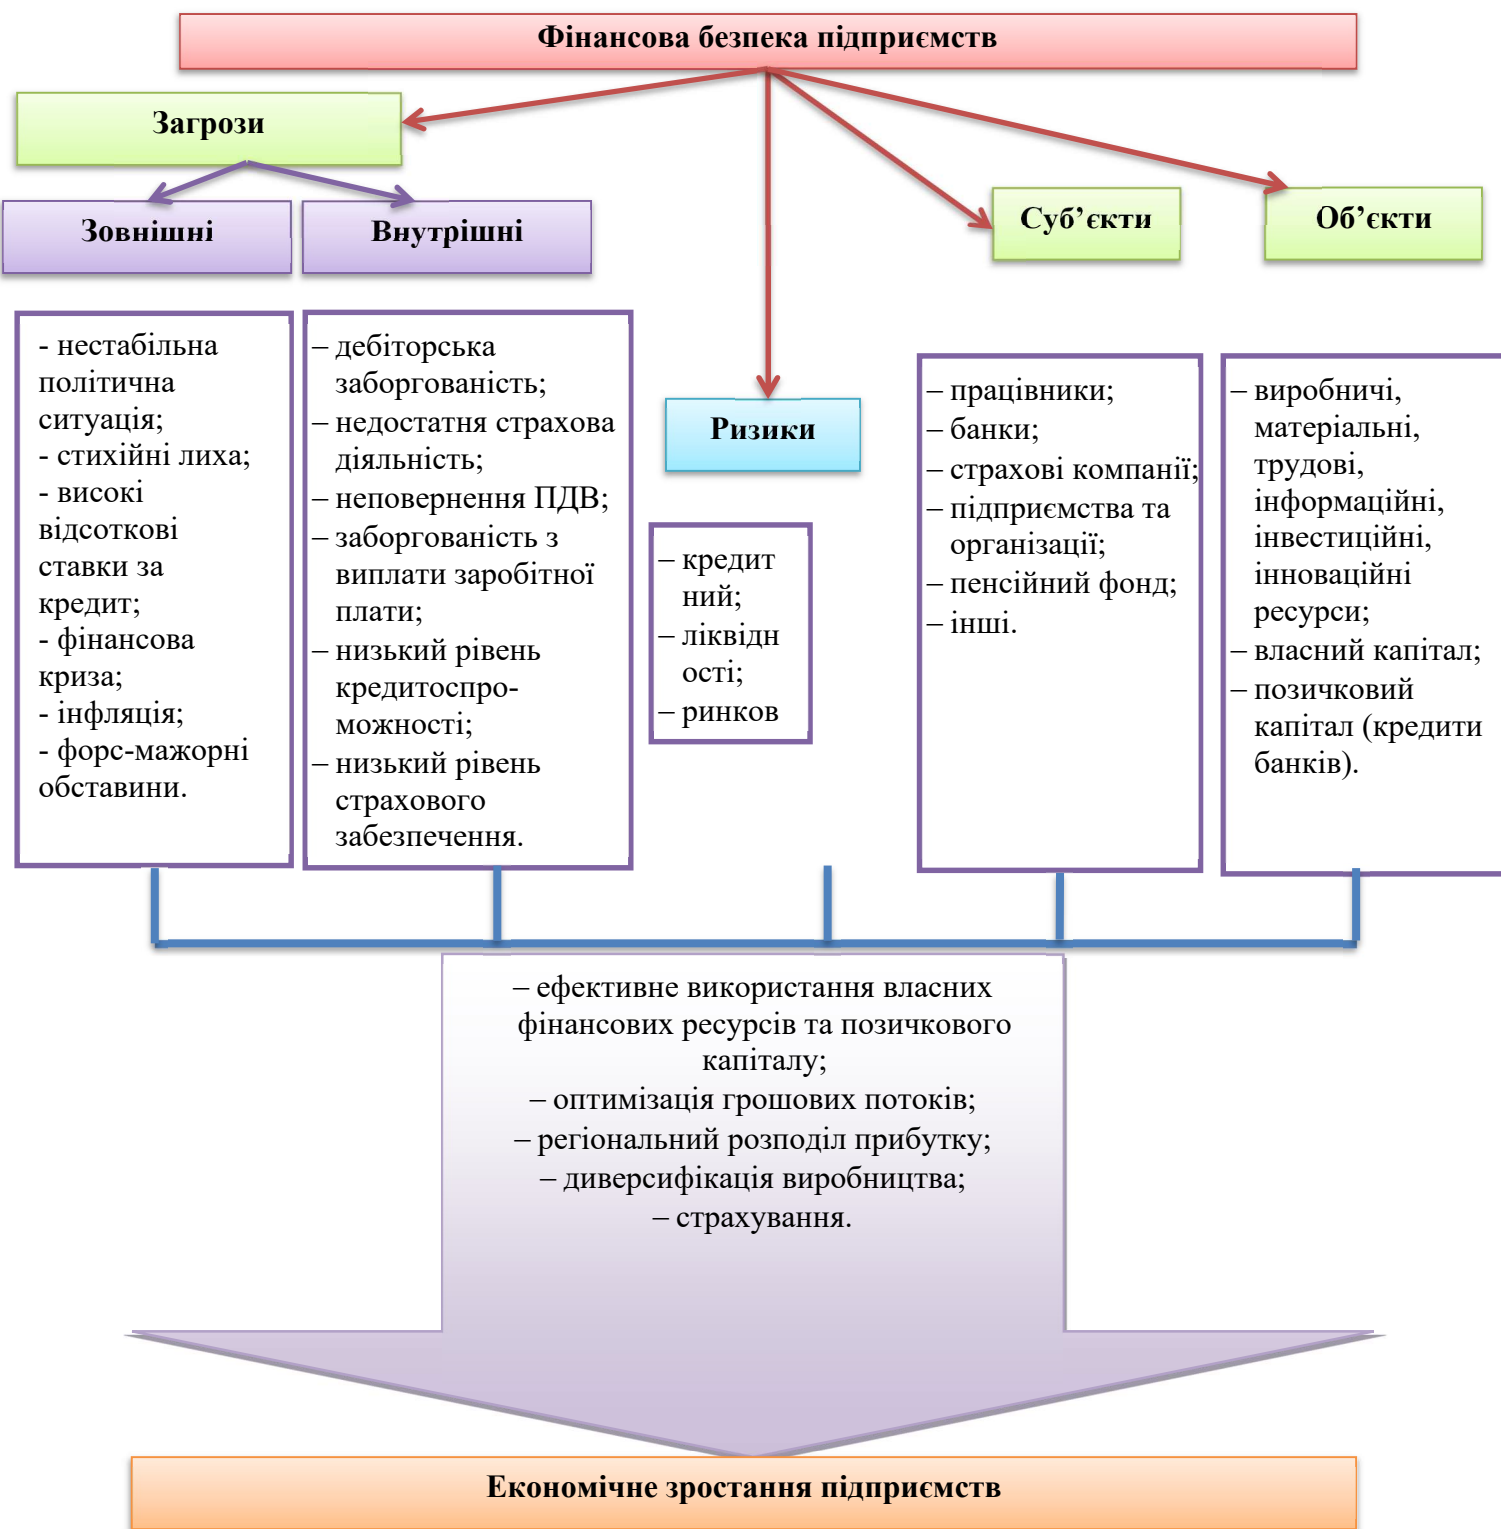 Фінансова безпека підприємств
Загрози
Зовнішні
Внутрішні
Суб’єкти
Об’єкти
- нестабільна
політична
ситуація;
- стихійні лиха;
- високі
відсоткові
ставки за
кредит;
- фінансова
криза;
- інфляція;
- форс-мажорні
обставини.
– дебіторська
заборгованість;
– недостатня страхова
діяльність;
– неповернення ПДВ;
– заборгованість з
виплати заробітної
плати;
– низький рівень
кредитоспро-
можності;
– низький рівень
страхового
забезпечення.
Ризики
– кредит
ний;
– ліквідн
ості;
– ринков
– працівники;
– банки;
– страхові компанії;
– підприємства та
організації;
– пенсійний фонд;
– інші.
– виробничі,
матеріальні,
трудові,
інформаційні,
інвестиційні,
інноваційні
ресурси;
– власний капітал;
– позичковий
капітал (кредити
банків).
– ефективне використання власних
фінансових ресурсів та позичкового
капіталу;
– оптимізація грошових потоків;
– регіональний розподіл прибутку;
– диверсифікація виробництва;
– страхування.
Економічне зростання підприємств